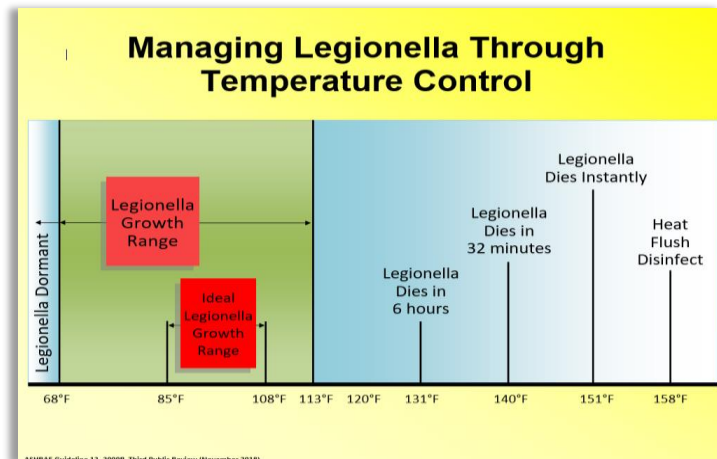 Managing Legionella Through
Temperature Control
Legionella Dormant
Legionella
Growth
Range
Ideal
Legionella
Growth
Range
Legionella
Dies in
6 hours
Legionella
Dies in
32 minutes
Legionella
Dies Instantly
Heat
Flush
Disinfect
68°F
85°F
108°F
113°F
120°F
131°F
140°F
151°F
158°F